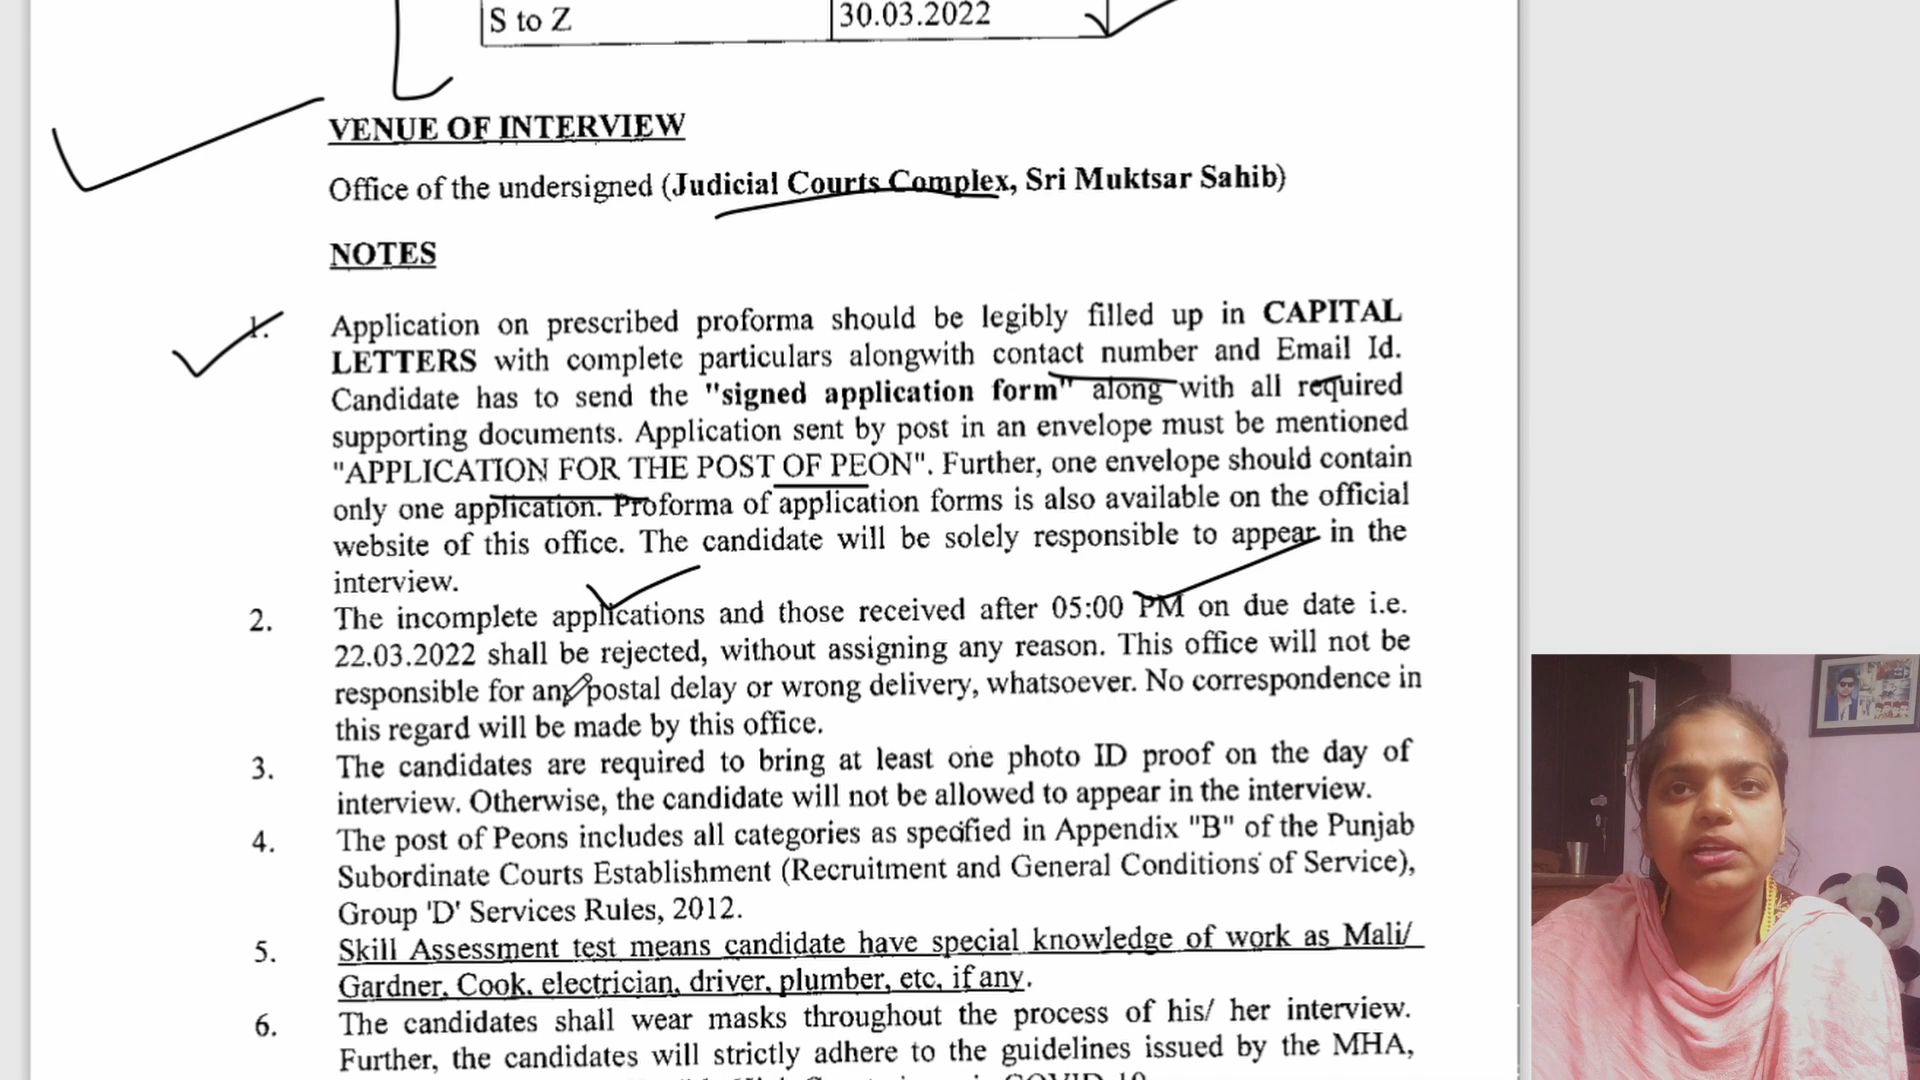 S to Z 30.03.2022
VENUE OF INTERVIEW
Office of the undersigned (Judicial Courts Complex, Sri Muktsar Sahib)
NOTES
1. Application on prescribed proforma should be legibly filled up in CAPITAL
LETTERS with complete particulars alongwith contact number and Email Id.
Candidate has to send the "signed application form" along with all required
supporting documents. Application sent by post in an envelope must be mentioned
"APPLICATION FOR THE POST OF PEON". Further, one envelope should contain
only one application. Proforma of application forms is also available on the official
website of this office. The candidate will be solely responsible to appear in the
interview.
2. The incomplete applications and those received after 05:00 PM on due date i.e.
22.03.2022 shall be rejected, without assigning any reason. This office will not be
responsible for any postal delay or wrong delivery, whatsoever. No correspondence in
this regard will be made by this office.
3. The candidates are required to bring at least one photo ID proof on the day of
interview. Otherwise, the candidate will not be allowed to appear in the interview.
4. The post of Peons includes all categories as specified in Appendix "B" of the Punjab
Subordinate Courts Establishment (Recruitment and General Conditions of Service),
Group 'D' Services Rules, 2012.
5. Skill Assessment test means candidate have special knowledge of work as Mali/
Gardner, Cook, electrician, driver, plumber, etc, if any.
6. The candidates shall wear masks throughout the process of his/ her interview.
Further, the candidates will strictly adhere to the guidelines issued by the MHA,